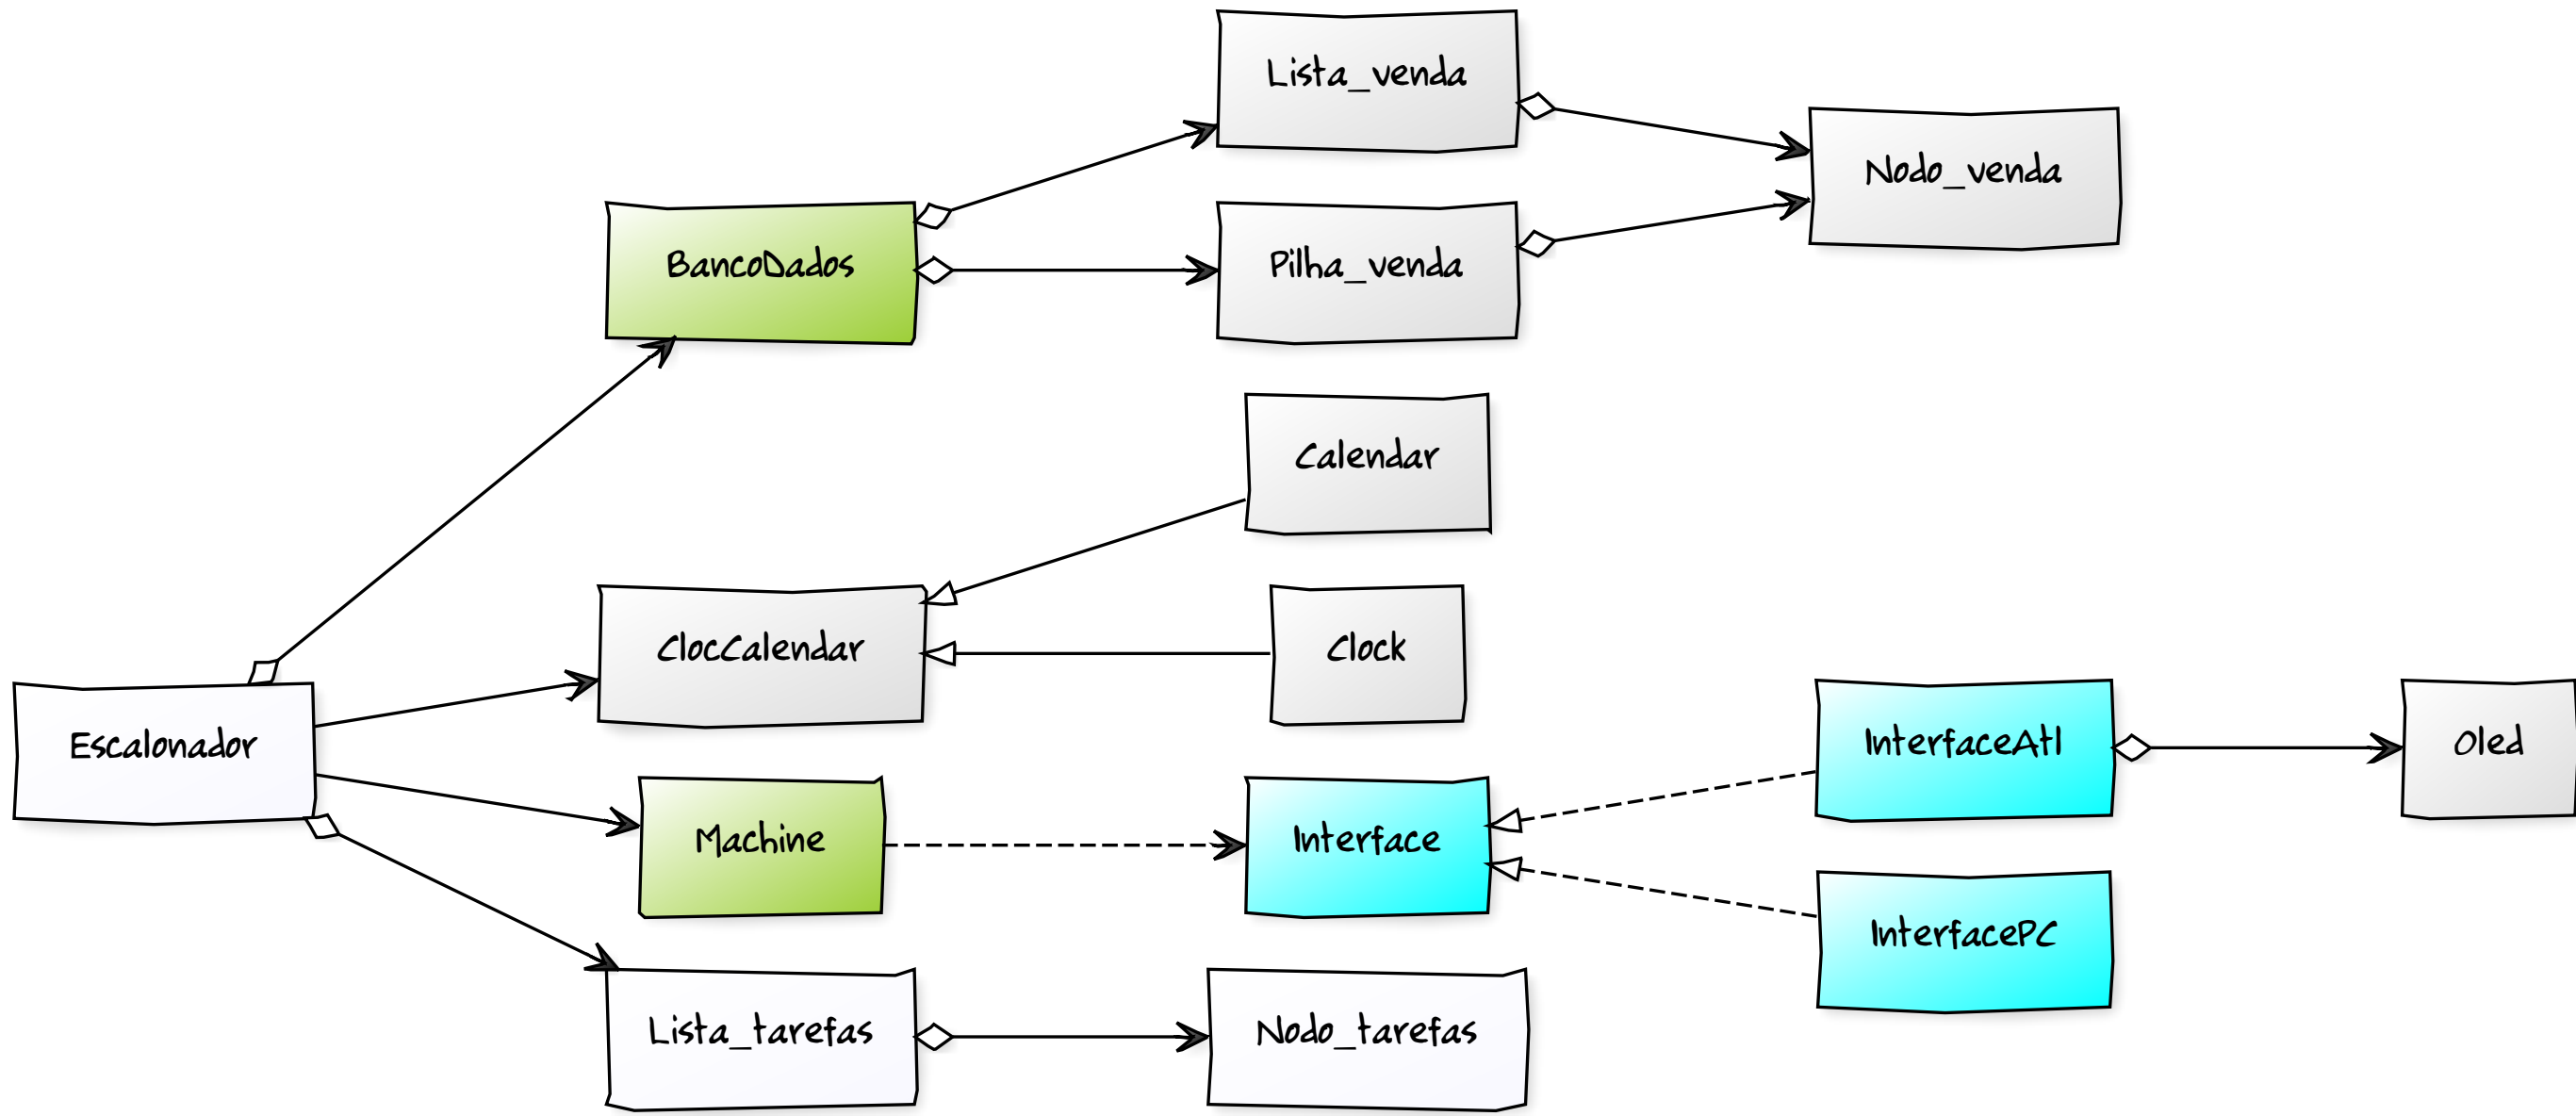 Lista_venda
Nodo_venda
BancoDados
Pilha_venda
Calendar
ClocCalendar
Clock
Escalonador
InterfaceAtl
Oled
Machine
Interface
InterfacePC
Lista_tarefas
Nodo_tarefas